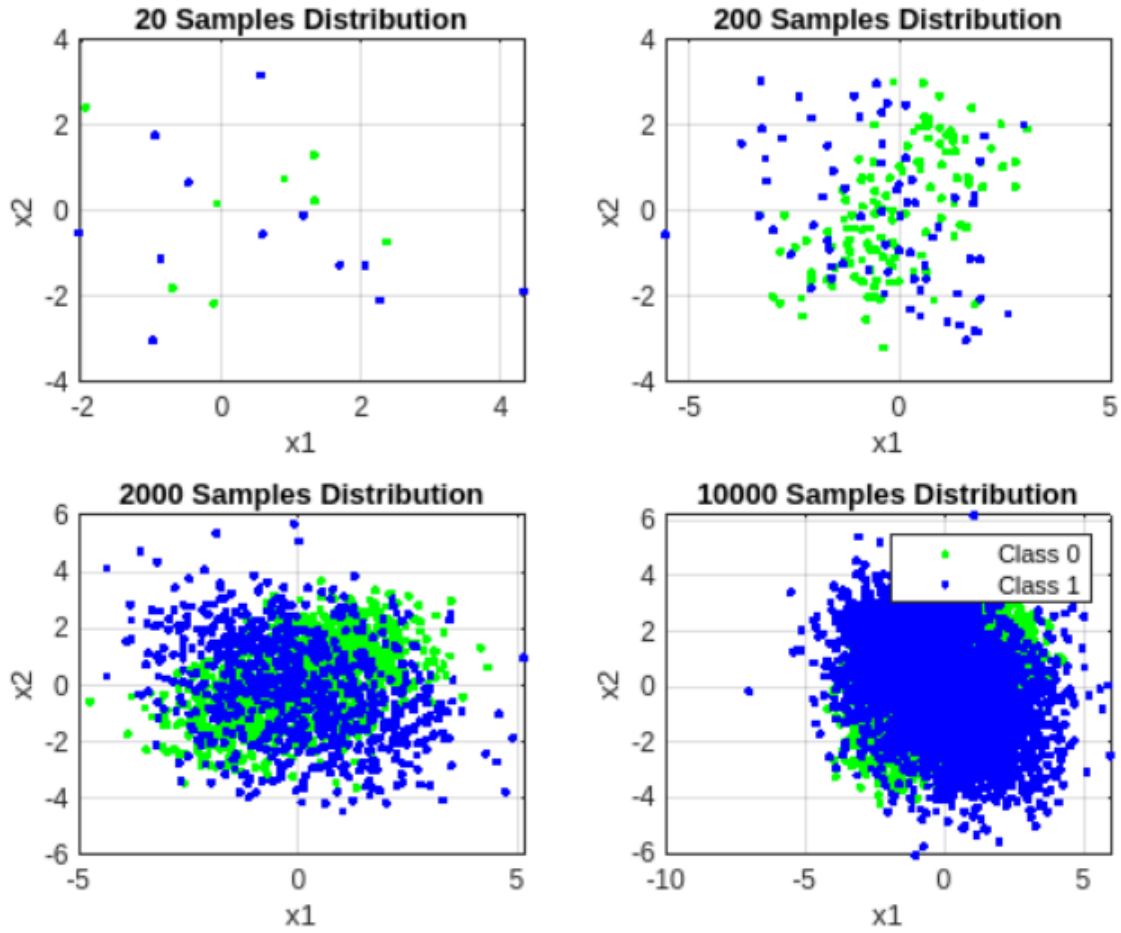 20 Samples Distribution
4
2
0
-2
-4
x2
-2
0
2
4
x1
200 Samples Distribution
4
2
0
-2
-4
x2
-5
0
5
x1
2000 Samples Distribution
6
4
2
0
-2
-4
-6
x2
-5
0
5
x1
10000 Samples Distribution
6
4
2
0
-2
-4
-6
x2
-10
-5
0
5
x1
Class 0
Class 1